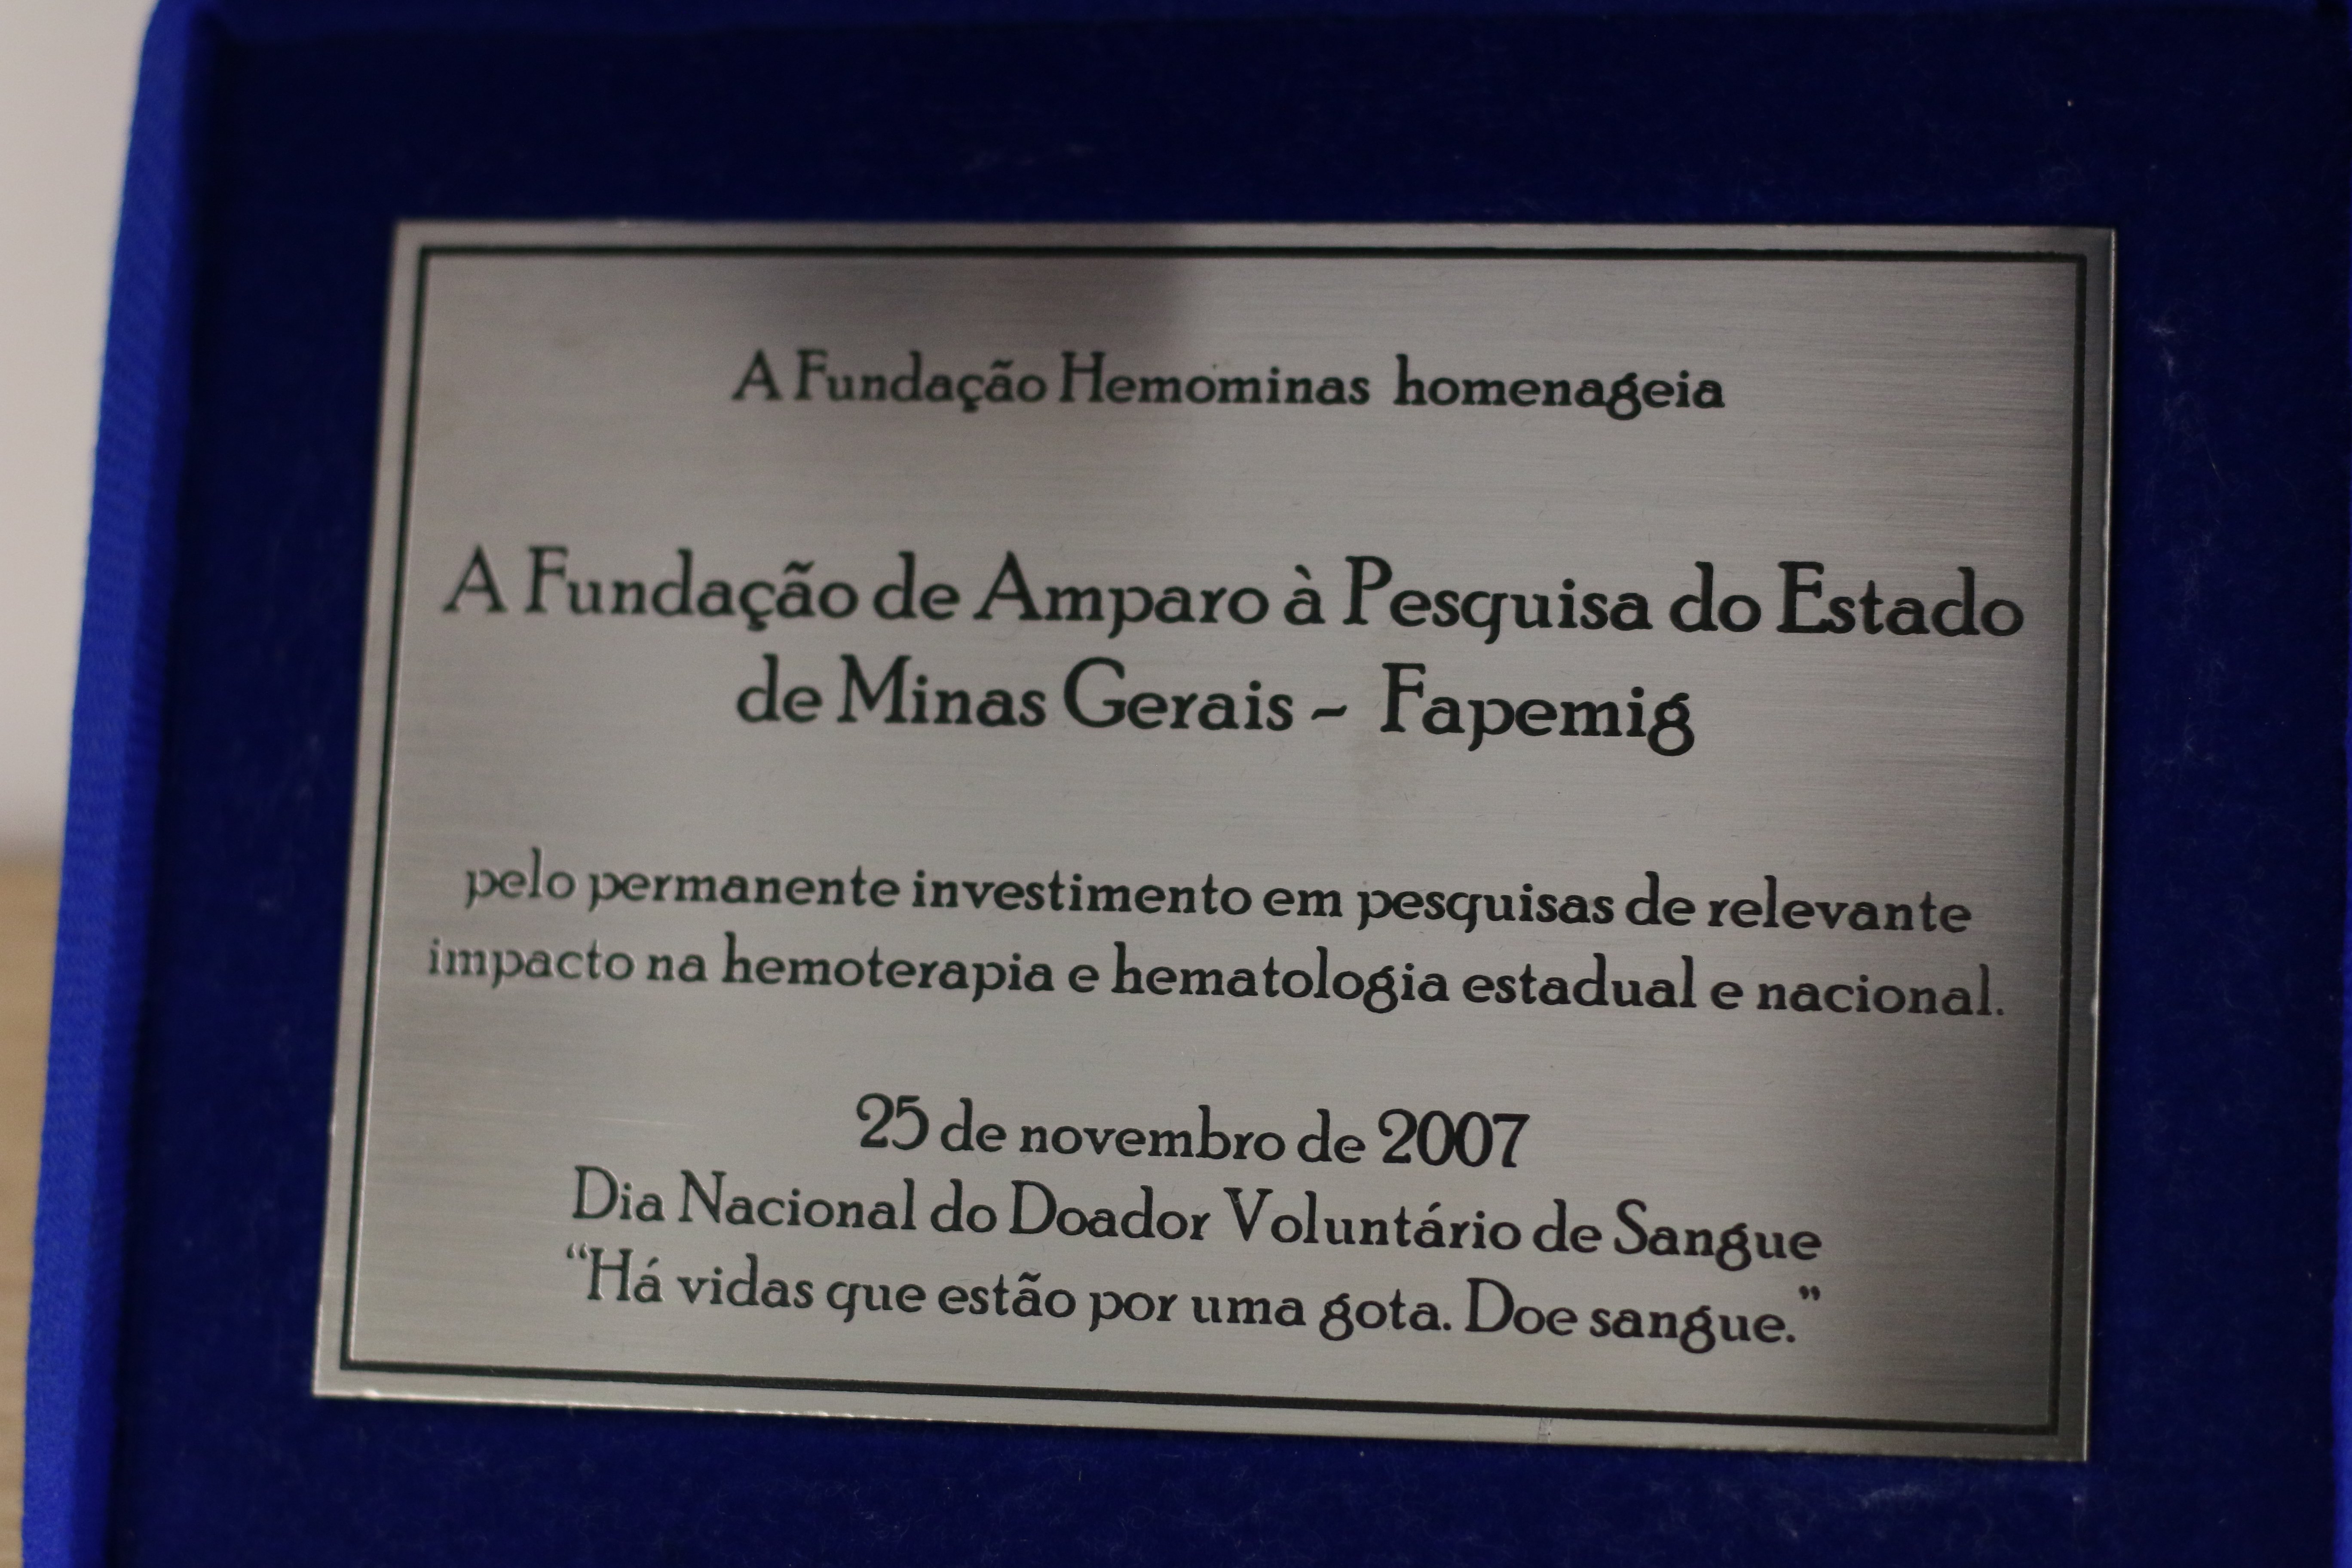 A Fundação Hemominas homenageia
A Fundação de Amparo à Pesquisa do Estado
de Minas Gerais - Fapemig
pelo permanente investimento em pesquisas de relevante
impacto na hemoterapia e hematologia estadual e nacional.
25 de novembro de 2007
Dia Nacional do Doador Voluntário de Sangue
“Há vidas que estão por uma gota. Doe sangue.”